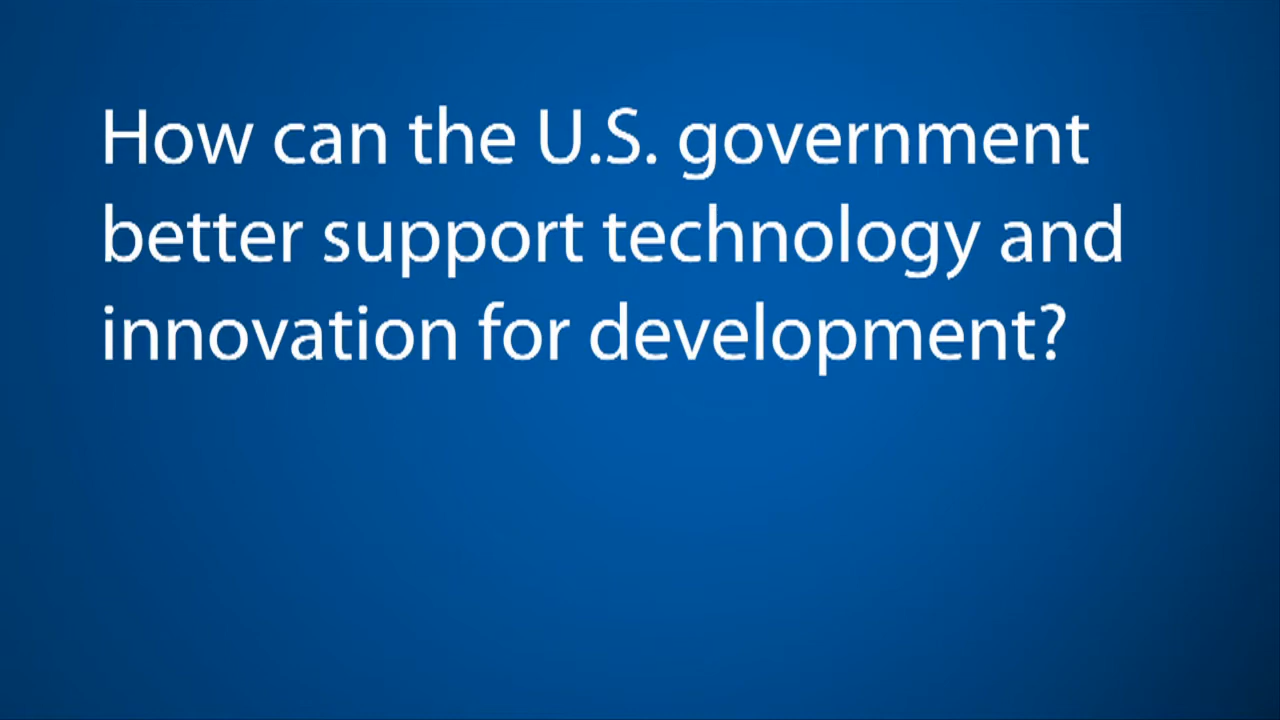 How can the U.S. government
better support technology and
innovation for development?